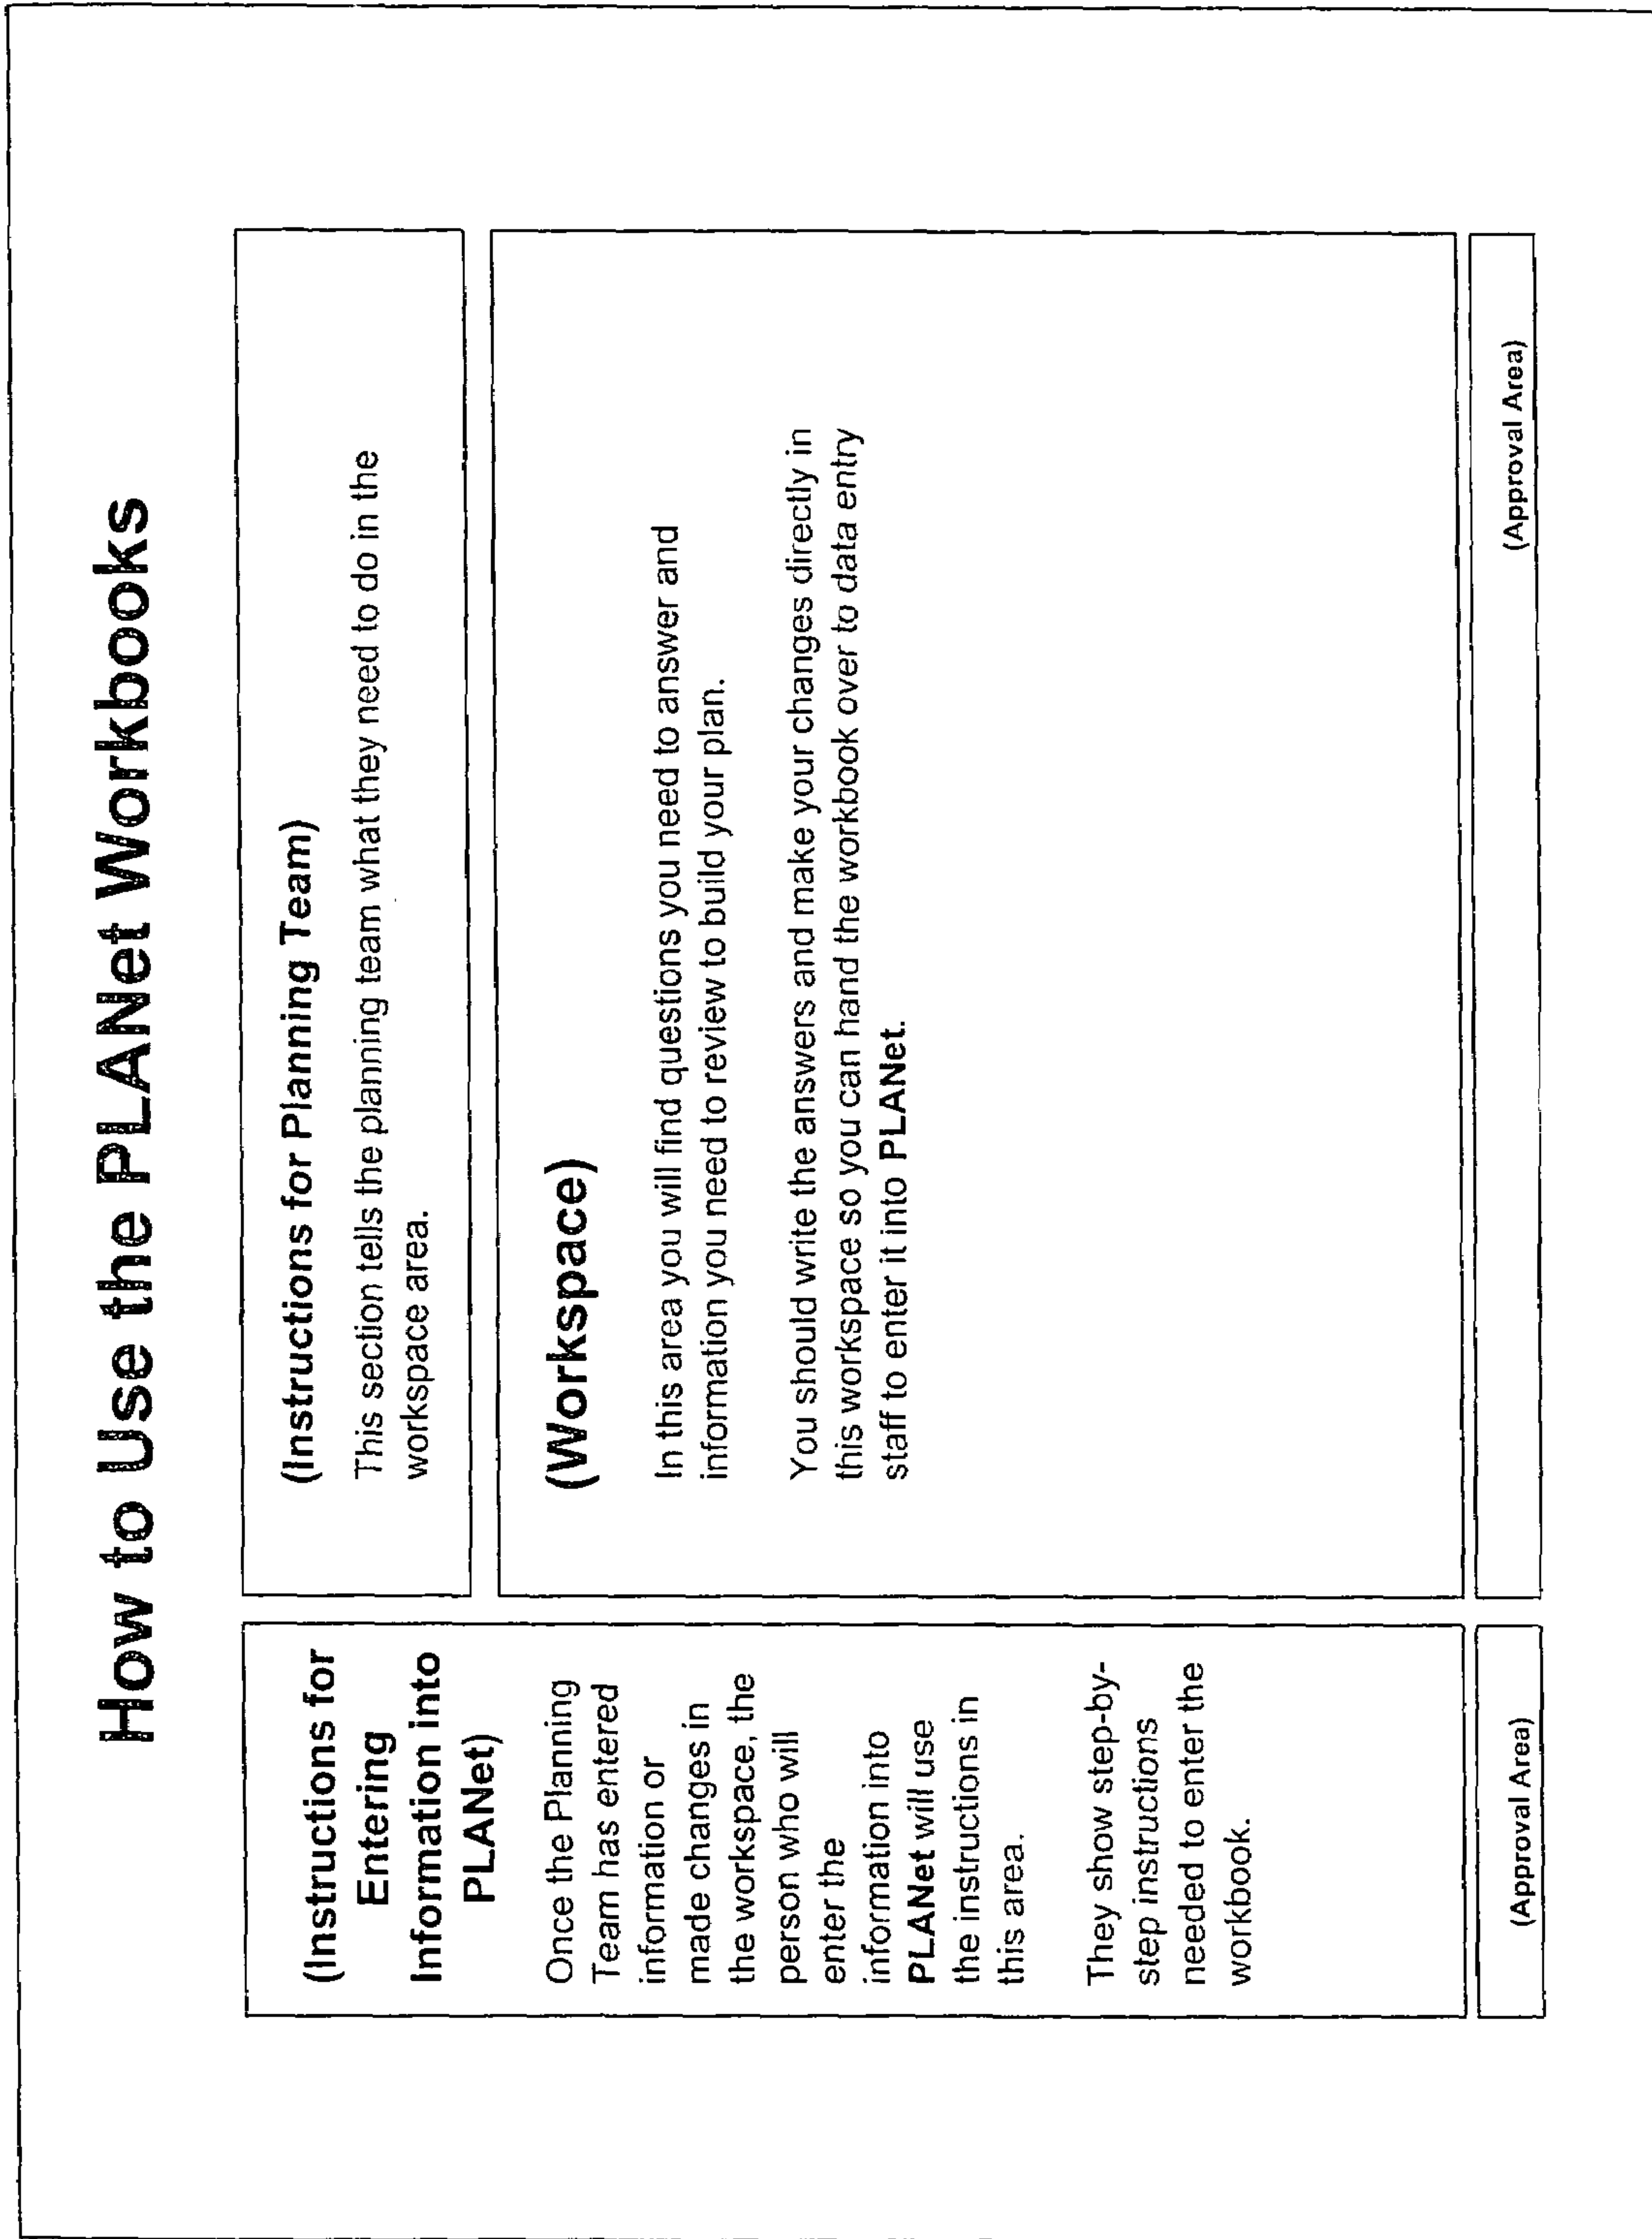 How to Use the PLANet Workbooks
(Instructions for
Entering
Information into
PLANet)
Once the Planning
Team has entered
information or
made changes in
the workspace, the
person who will
enter the
information into
PLANet will use
the instructions in
this area.
They show step-by-
step instructions
needed to enter the
workbook.
(Approval Area)
(Instructions for Planning Team)
This section tells the planning team what they need to do in the
workspace area.
(Workspace)
In this area you will find questions you need to answer and
information you need to review to build your plan.
You should write the answers and make your changes directly in
this workspace so you can hand the workbook over to data entry
staff to enter it into PLANet.
(Approval Area)